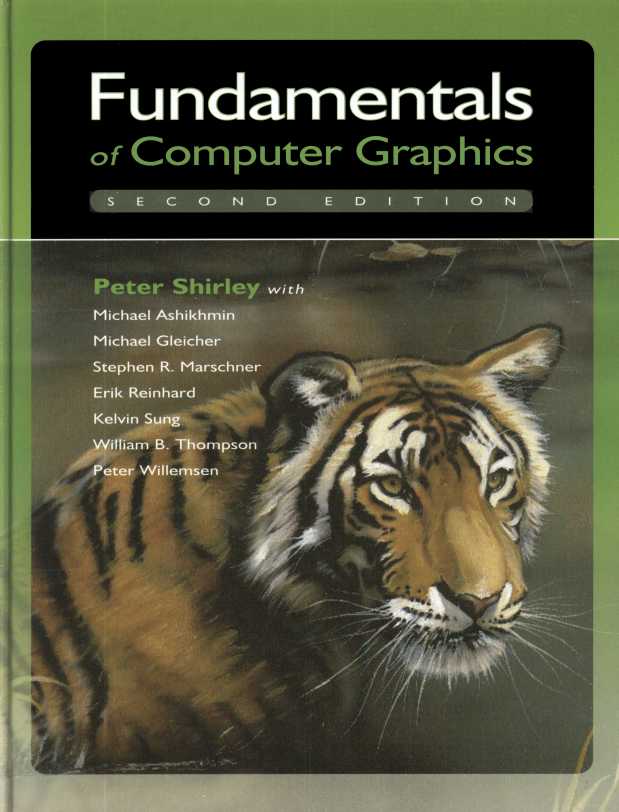 Fundamentals
of Computer Graphics
SECOND EDITION
Peter Shirley with
Michael Ashikhmin
Michael Gleicher
Stephen R. Marschner
Erik Reinhard
Kelvin Sung
William B. Thompson
Peter Willemsen